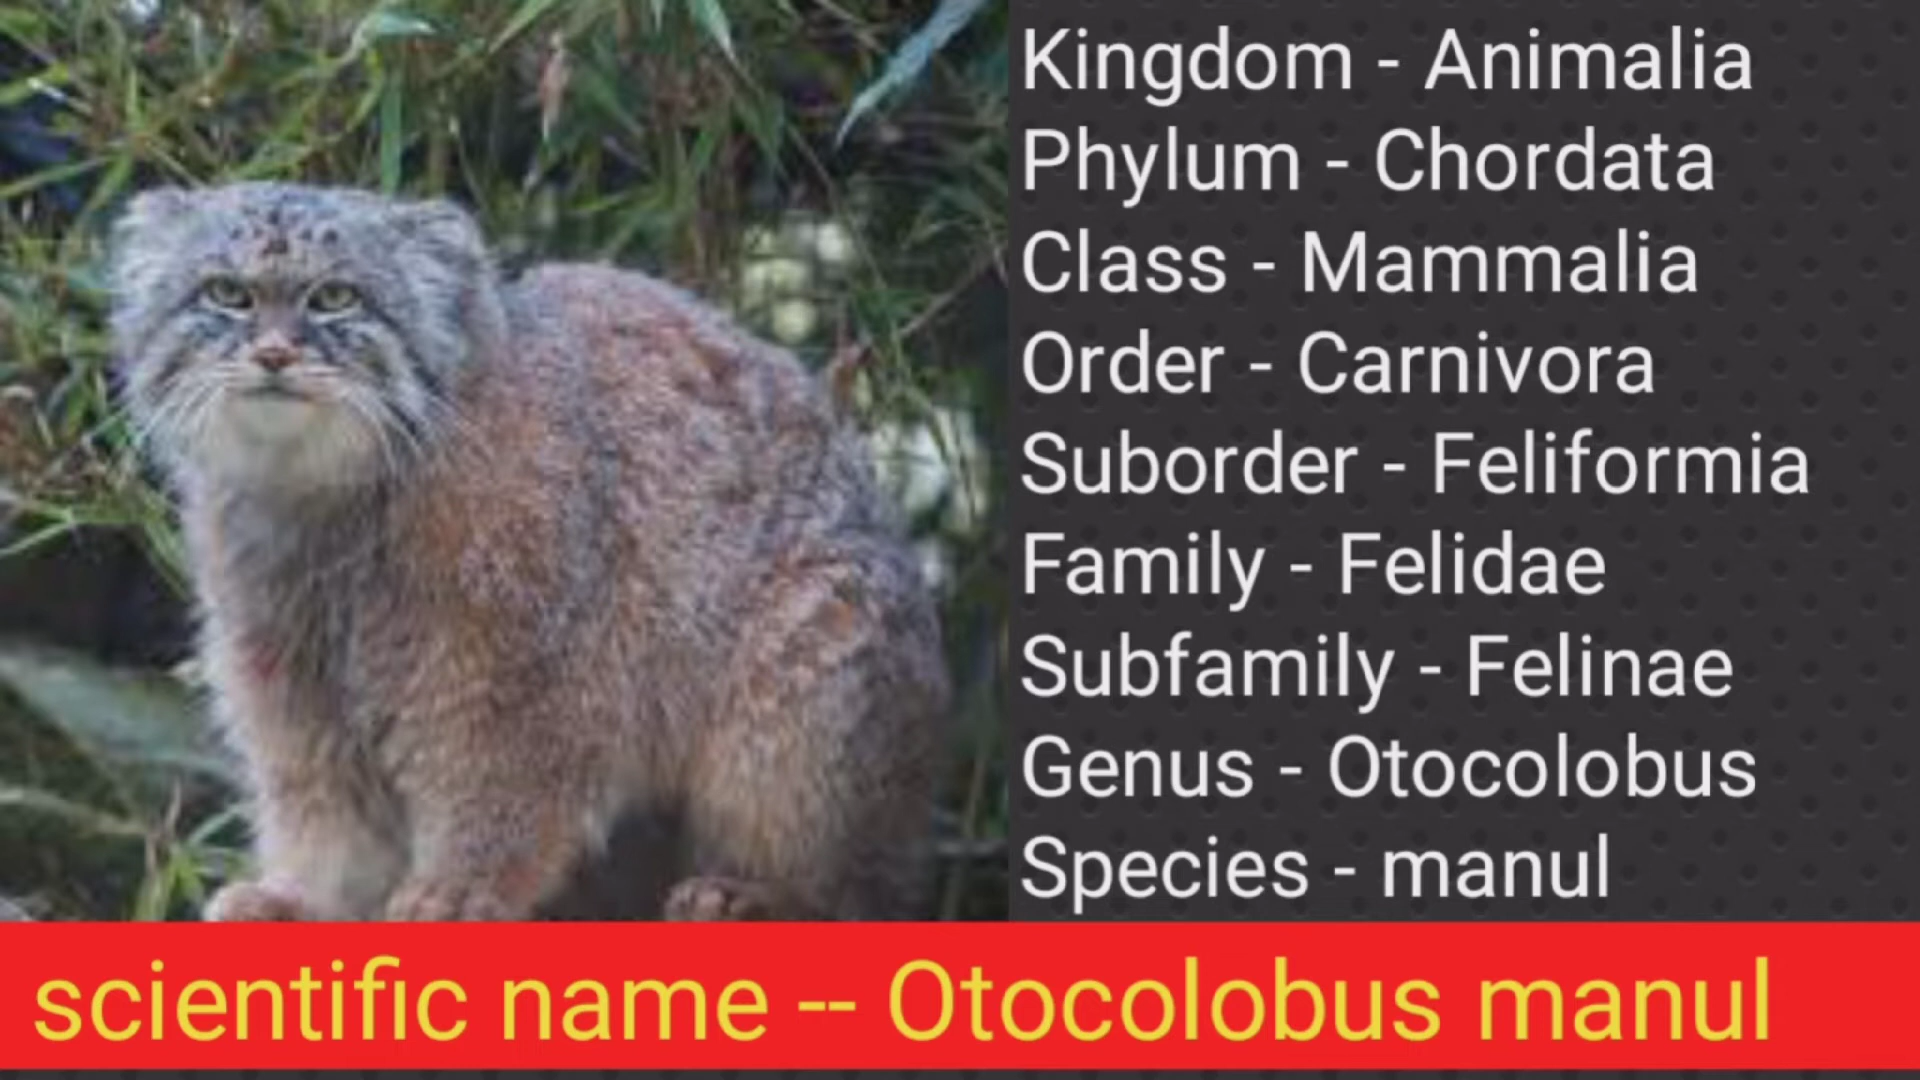 Kingdom - Animalia
Phylum - Chordata
Class - Mammalia
Order - Carnivora
Suborder - Feliformia
Family - Felidae
Subfamily - Felinae
Genus - Otocolobus
Species - manul
scientific name -- Otocolobus manul